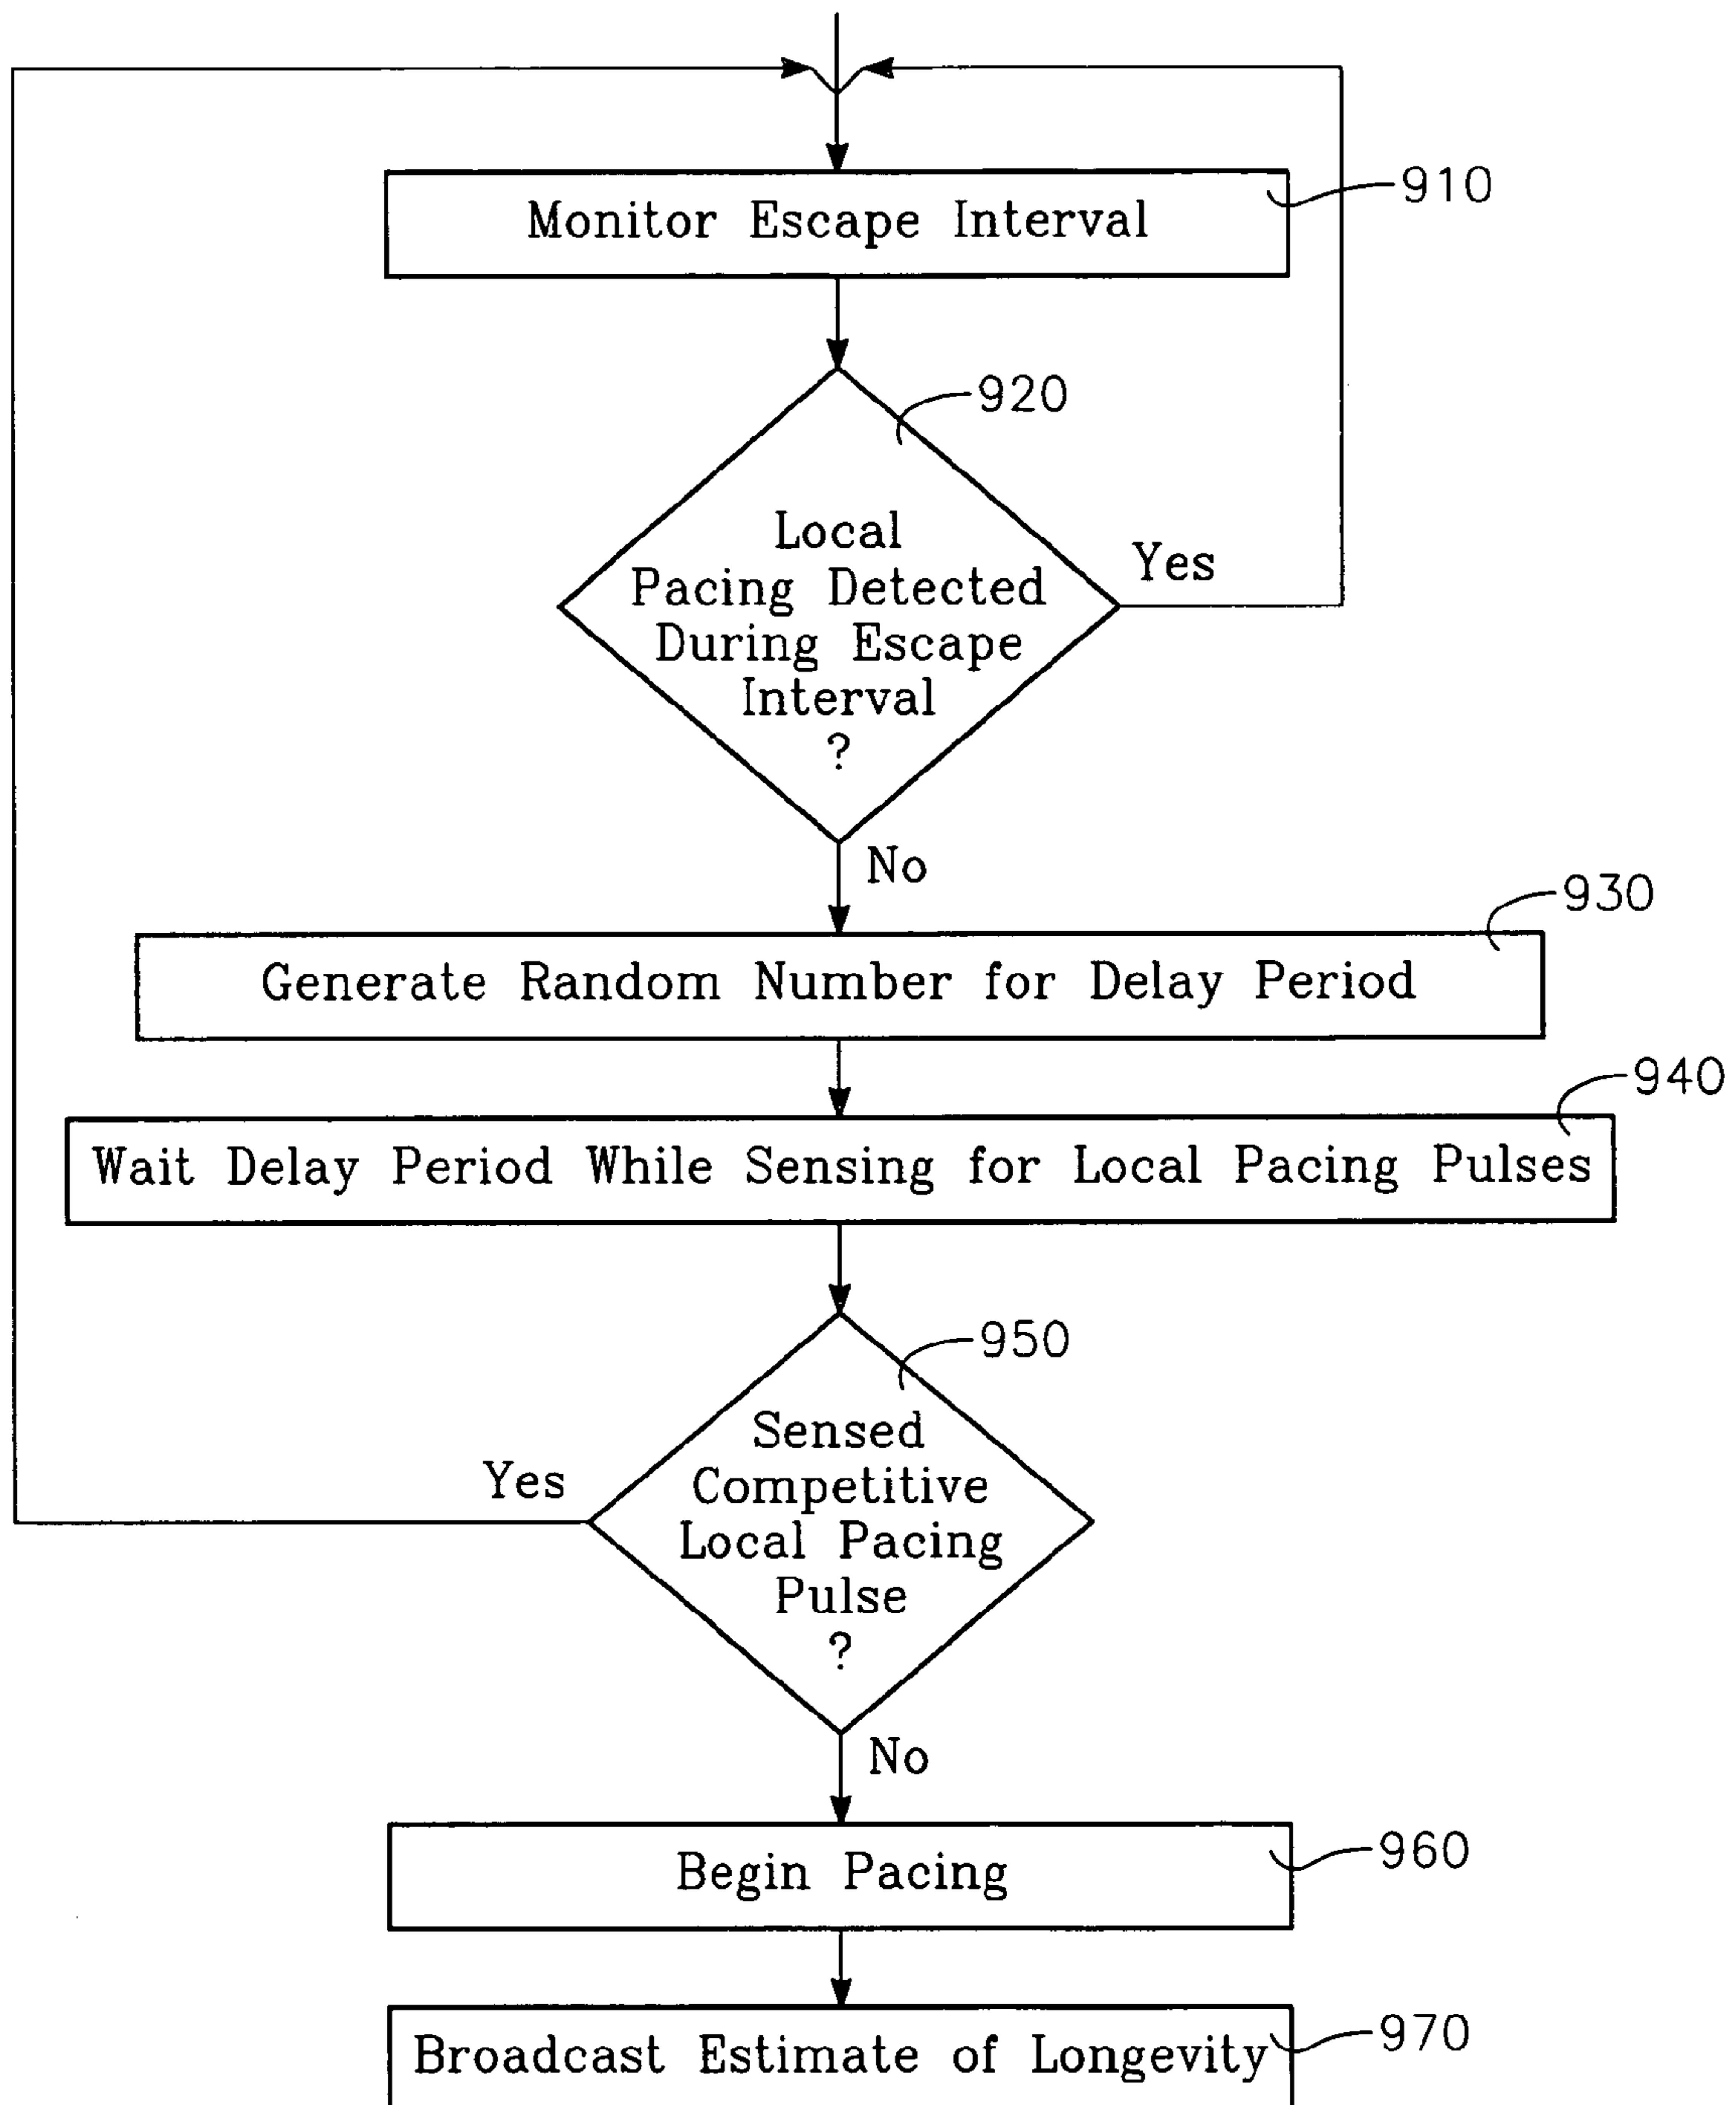 910
Monitor Escape Interval
920
Local
Pacing Detected
During Escape
Interval
?
Yes
No
930
Generate Random Number for Delay Period
940
Wait Delay Period While Sensing for Local Pacing Pulses
950
Sensed
Competitive
Local Pacing
Pulse
?
Yes
No
960
Begin Pacing
970
Broadcast Estimate of Longevity